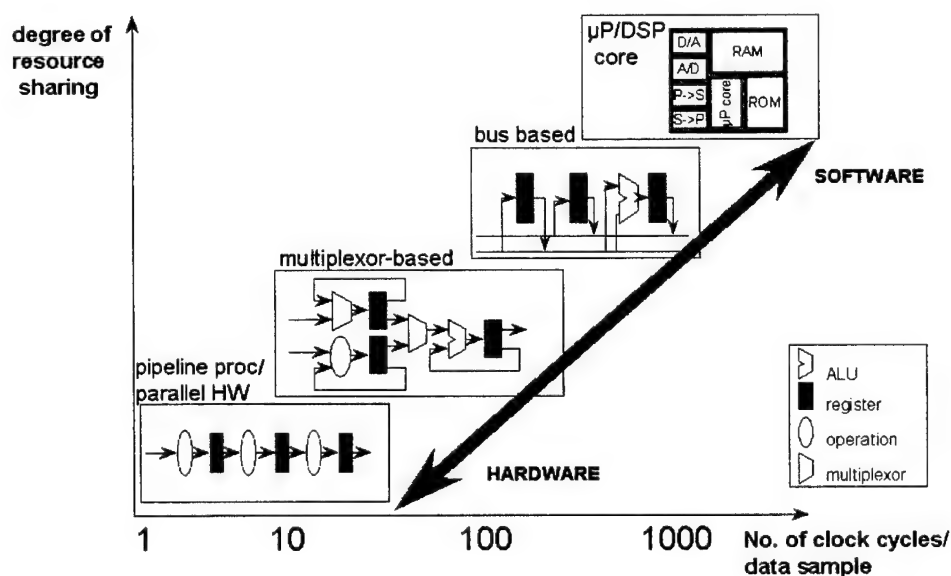 degree of
resource
sharing
µP/DSP
core
D/A
A/D
P->S
S->P
RAM
µP core
ROM
bus based
SOFTWARE
multiplexor-based
pipeline proc/
parallel HW
HARDWARE
ALU
register
operation
multiplexor
1 10 100 1000
No. of clock cycles/
data sample